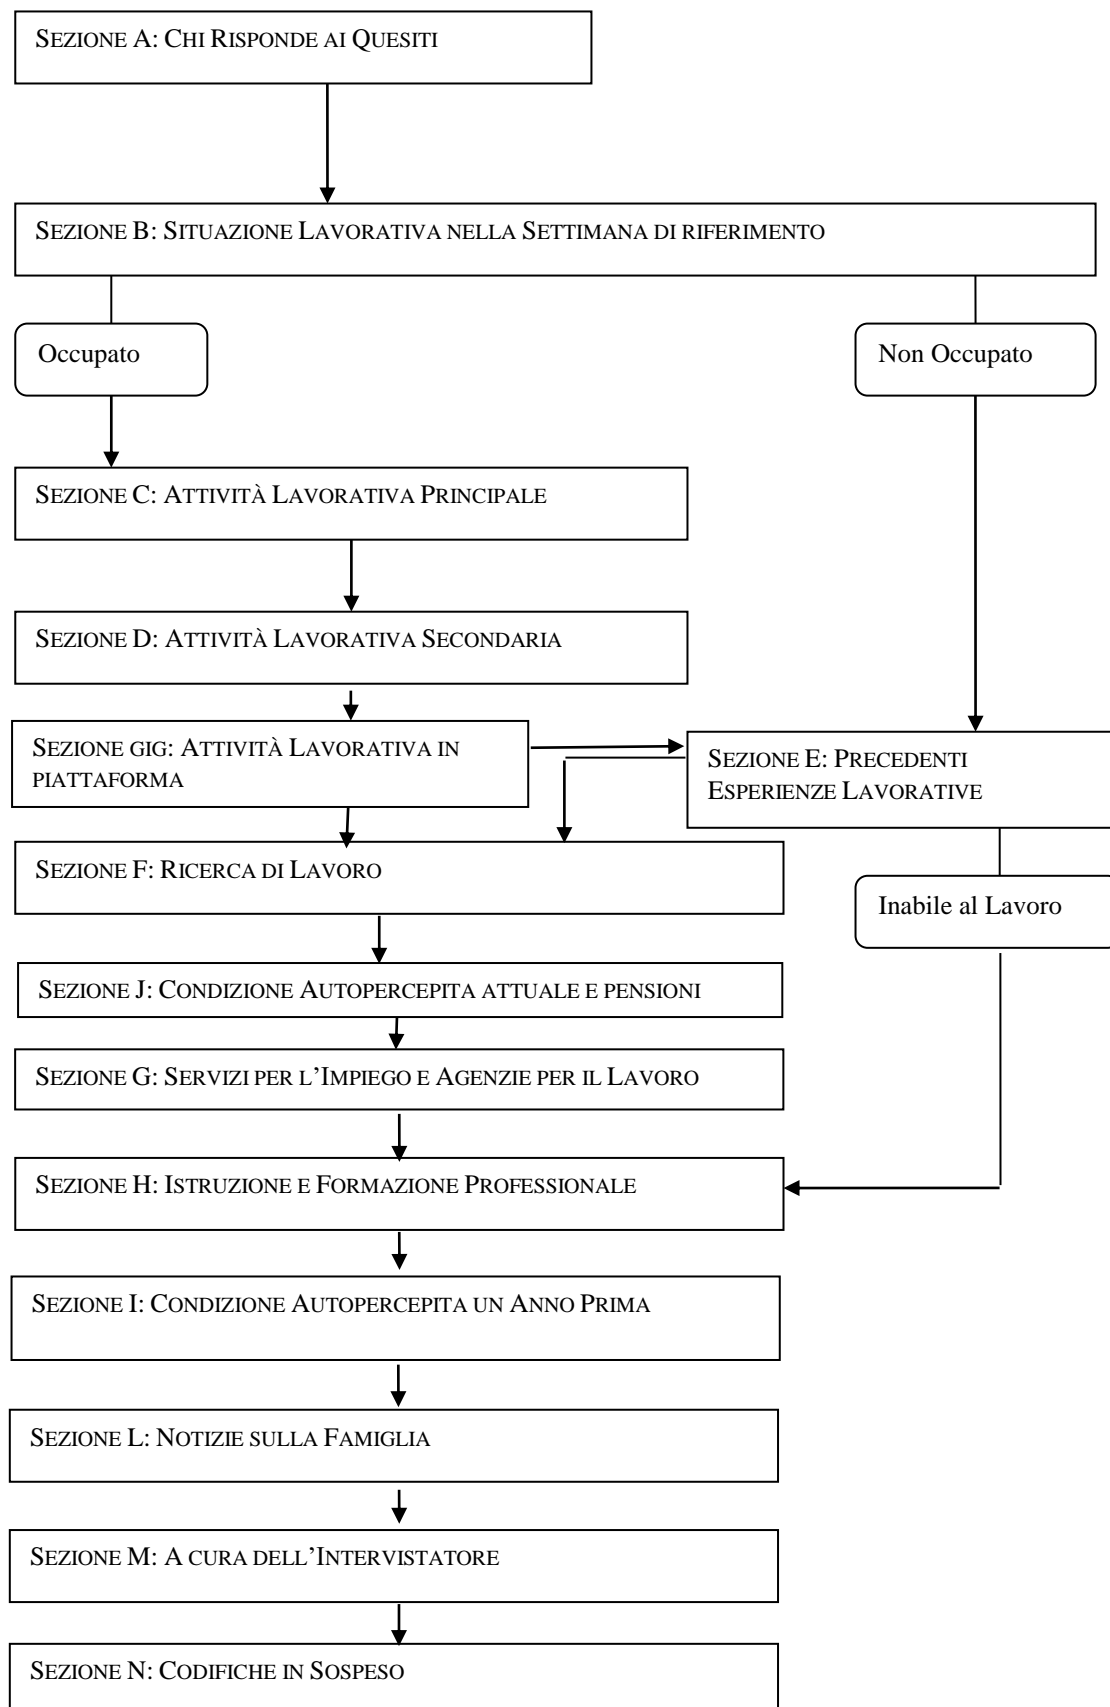 SEZIONE A: CHI RISPONDE AI QUESITI
SEZIONE B: SITUAZIONE LAVORATIVA NELLA SETTIMANA DI RIFERIMENTO
Occupato
Non Occupato
SEZIONE C: ATTIVITÀ LAVORATIVA PRINCIPALE
SEZIONE D: ATTIVITÀ LAVORATIVA SECONDARIA
SEZIONE GIG: ATTIVITÀ LAVORATIVA IN
PIATTAFORMA
SEZIONE E: PRECEDENTI
ESPERIENZE LAVORATIVE
SEZIONE F: RICERCA DI LAVORO
Inabile al Lavoro
SEZIONE J: CONDIZIONE AUTOPERCEPITA ATTUALE E PENSIONI
SEZIONE G: SERVIZI PER L'IMPIEGO E AGENZIE PER IL LAVORO
SEZIONE H: ISTRUZIONE E FORMAZIONE PROFESSIONALE
SEZIONE I: CONDIZIONE AUTOPERCEPITA UN ANNO PRIMA
SEZIONE L: NOTIZIE SULLA FAMIGLIA
SEZIONE M: A CURA DELL'INTERVISTATORE
SEZIONE N: CODIFICHE IN SOSPESO